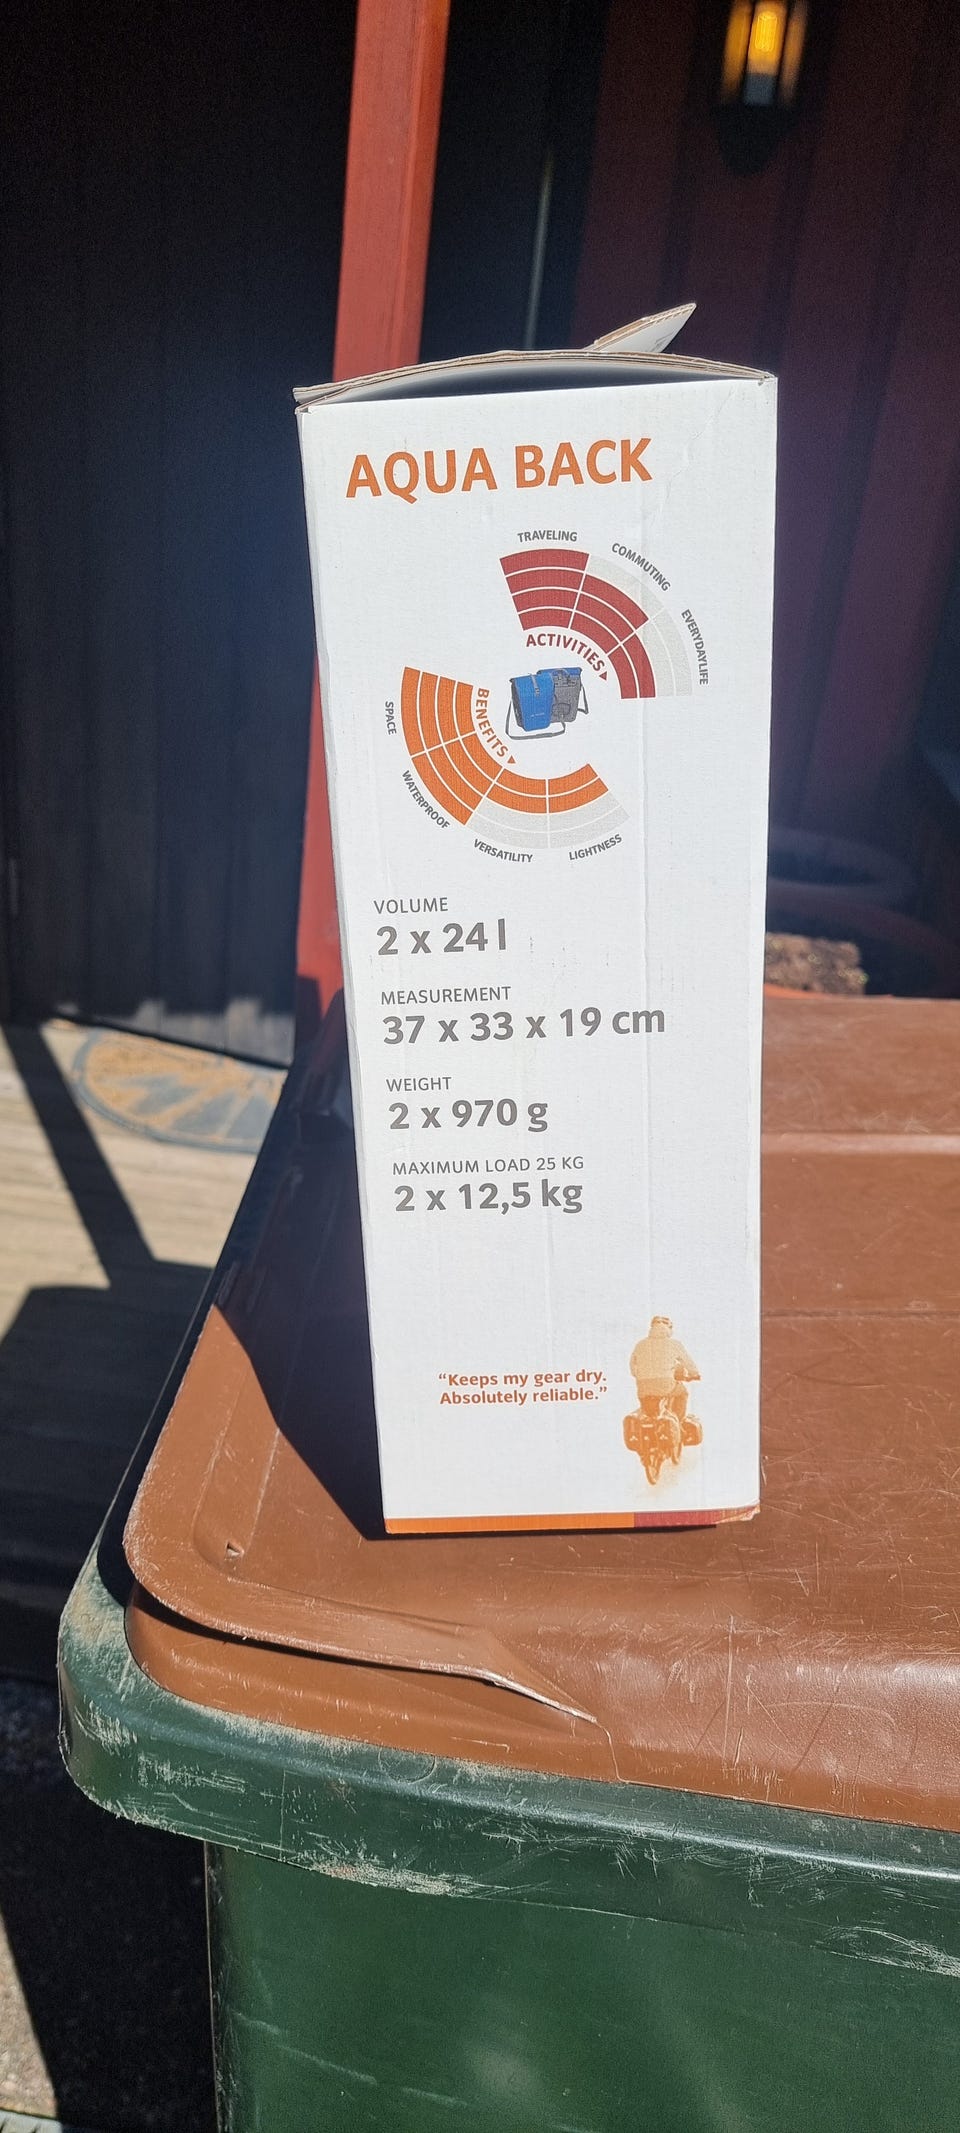 AQUA BACK
TRAVELING
COMMUTING
EVERYDAYLIFE
ACTIVITIES
BENEFITS
SPACE
WATERPROOF
VERSATILITY
LIGHTNESS
VOLUME
2 x 24 l
MEASUREMENT
37 x 33 x 19 cm
WEIGHT
2 x 970 g
MAXIMUM LOAD 25 KG
2 x 12,5 kg
“Keeps my gear dry.
Absolutely reliable.”